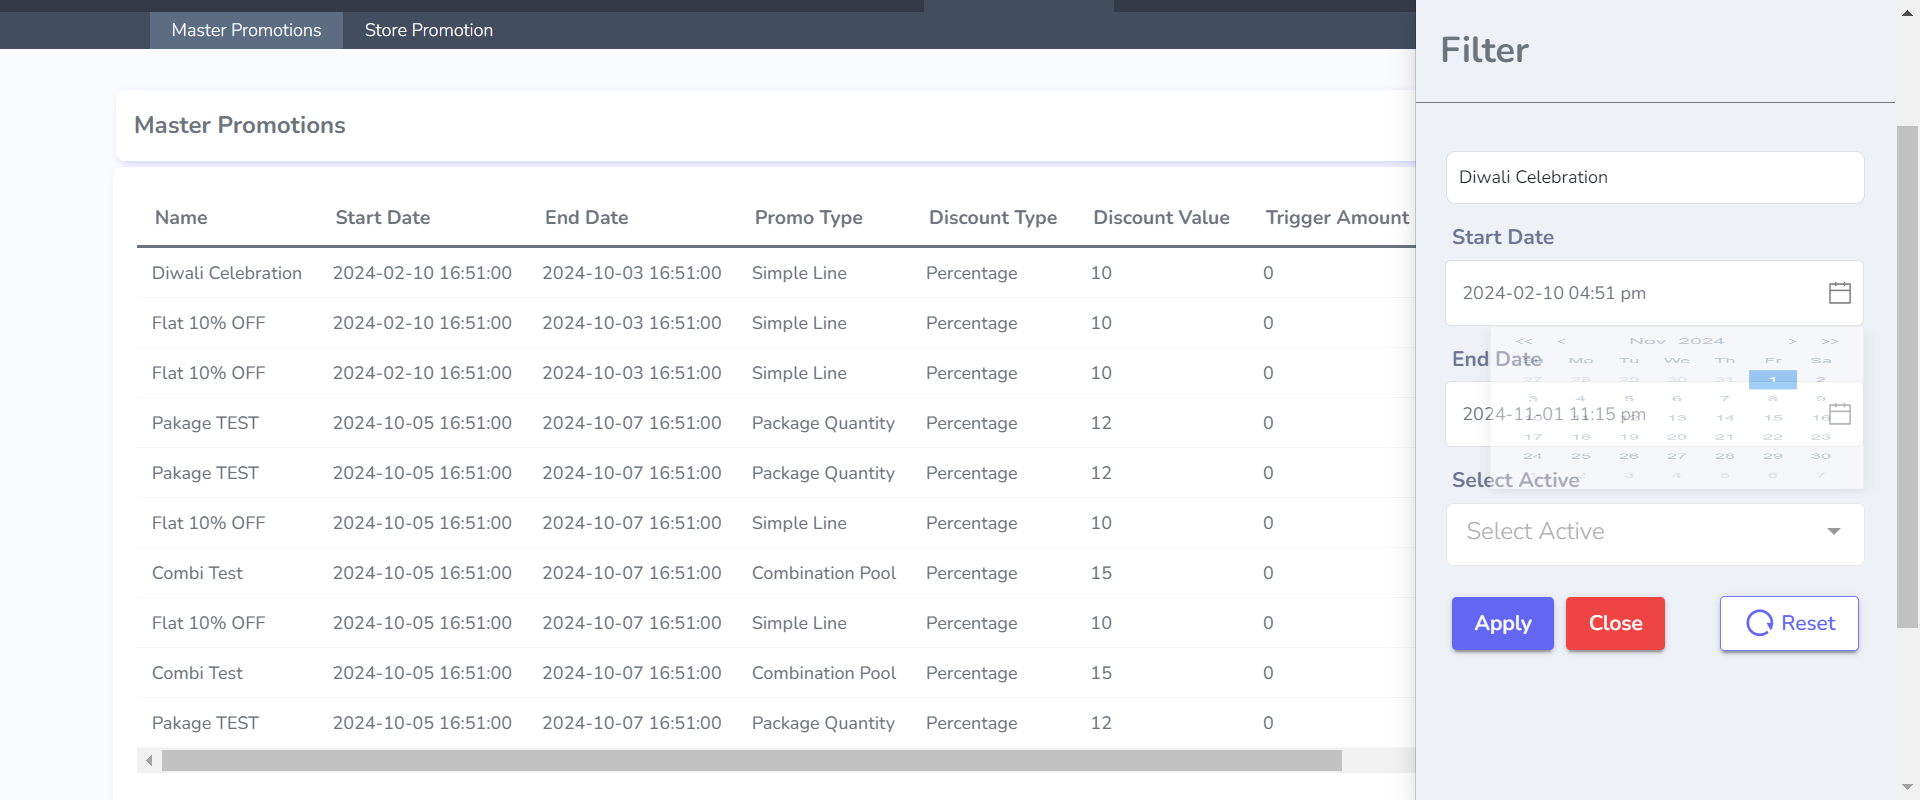 Master Promotions Store Promotion
Filter
Master Promotions
Name Start Date End Date Promo Type Discount Type Discount Value Trigger Amount
Diwali Celebration 2024-02-10 16:51:00 2024-10-03 16:51:00 Simple Line Percentage 10 0
Flat 10% OFF 2024-02-10 16:51:00 2024-10-03 16:51:00 Simple Line Percentage 10 0
Flat 10% OFF 2024-02-10 16:51:00 2024-10-03 16:51:00 Simple Line Percentage 10 0
Pakage TEST 2024-10-05 16:51:00 2024-10-07 16:51:00 Package Quantity Percentage 12 0
Pakage TEST 2024-10-05 16:51:00 2024-10-07 16:51:00 Package Quantity Percentage 12 0
Flat 10% OFF 2024-10-05 16:51:00 2024-10-07 16:51:00 Simple Line Percentage 10 0
Combi Test 2024-10-05 16:51:00 2024-10-07 16:51:00 Combination Pool Percentage 15 0
Flat 10% OFF 2024-10-05 16:51:00 2024-10-07 16:51:00 Simple Line Percentage 10 0
Combi Test 2024-10-05 16:51:00 2024-10-07 16:51:00 Combination Pool Percentage 15 0
Pakage TEST 2024-10-05 16:51:00 2024-10-07 16:51:00 Package Quantity Percentage 12 0
Diwali Celebration
Start Date
2024-02-10 04:51 pm
<< < Nov 2024 > >>
End Date
Mo Tu We Th Fr Sa
27 28 29 30 31 1 2
3 4 5 6 7 8 9
2024-11-01 11:15 pm
13 14 15 16
17 18 19 20 21 22 23
24 25 26 27 28 29 30
2 3 4 5 6 7
Select Active
Select Active
Apply Close Reset